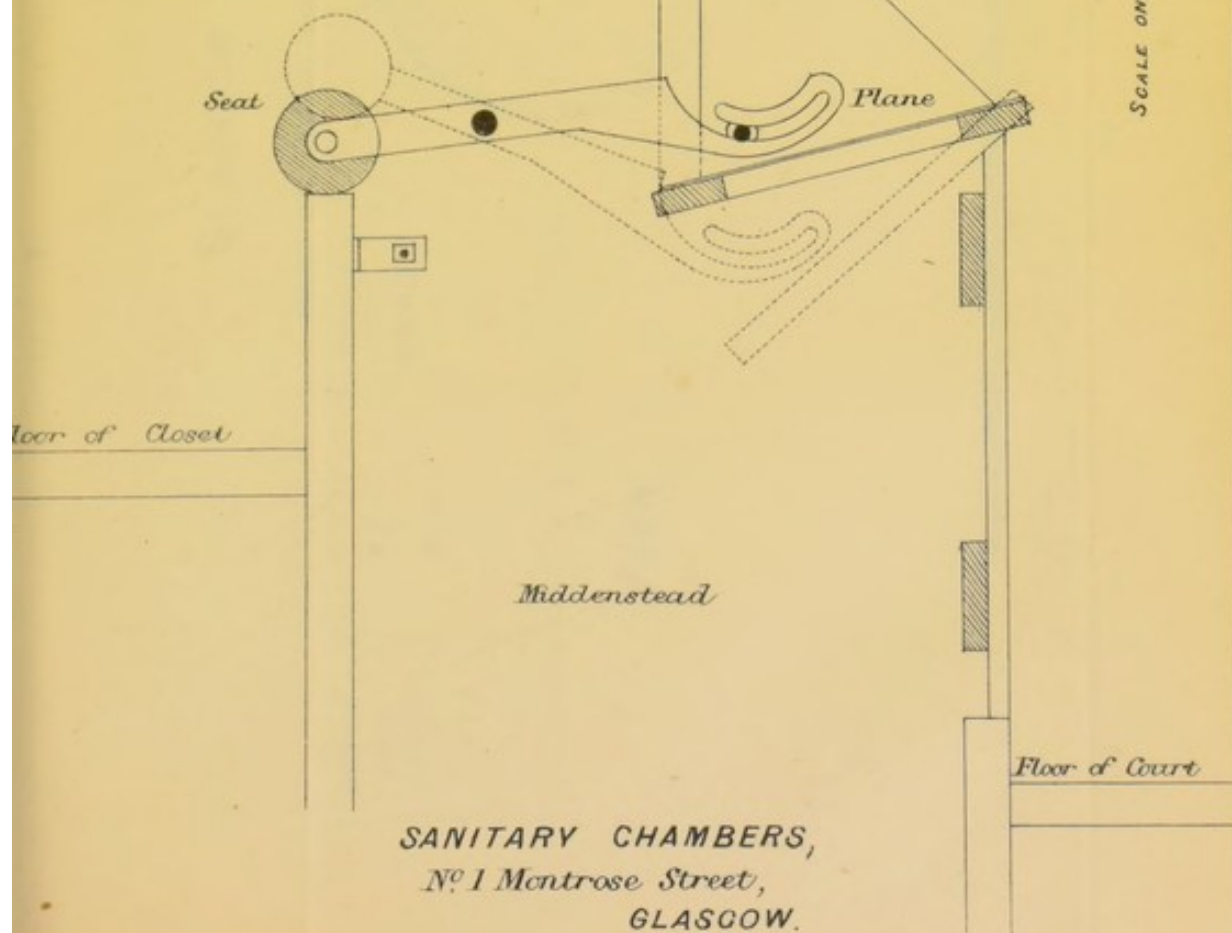 SCALE ON
Seat
Plane
loor of Closet
Middenstead
Floor of Court
SANITARY CHAMBERS,
No. 1 Montrose Street,
GLASGOW.